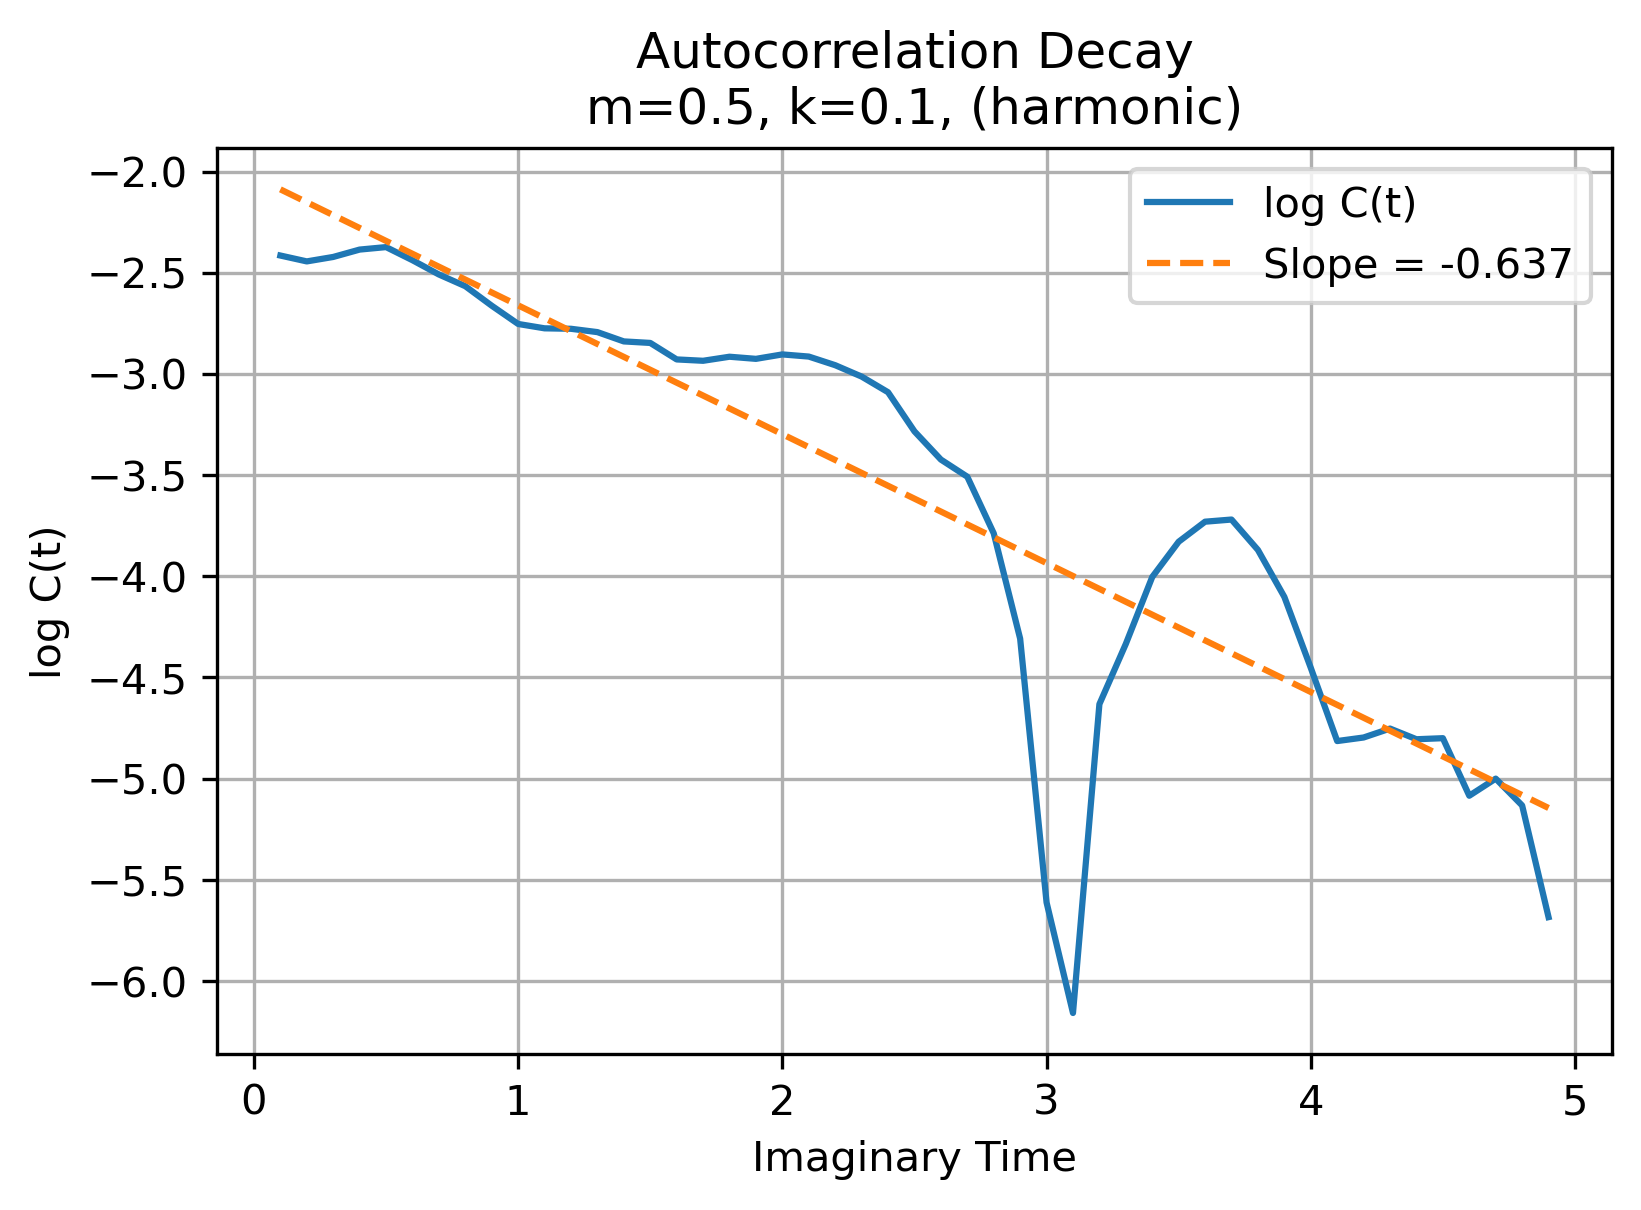 Autocorrelation Decay
m=0.5, k=0.1, (harmonic)
log C(t)
Slope = -0.637
−2.0
−2.5
−3.0
−3.5
−4.0
−4.5
−5.0
−5.5
−6.0
log C(t)
0 1 2 3 4 5
Imaginary Time